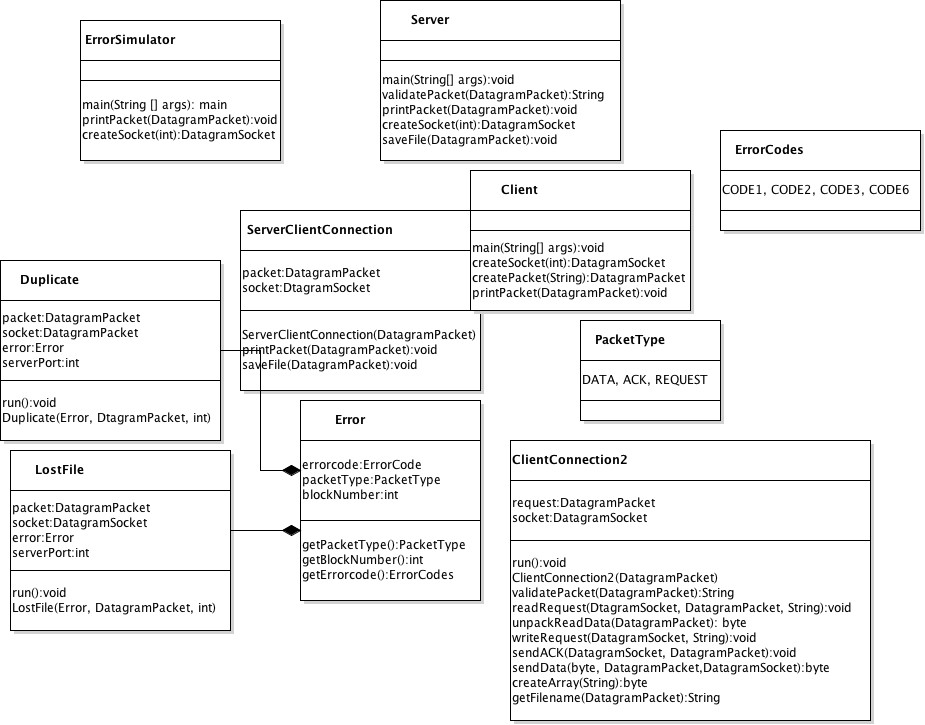 ErrorSimulator
main(String [] args): main
printPacket(DatagramPacket):void
createSocket(int):DatagramSocket
Server
main(String[] args):void
validatePacket(DatagramPacket):String
printPacket(DatagramPacket):void
createSocket(int):DatagramSocket
saveFile(DatagramPacket):void
ErrorCodes
CODE1, CODE2, CODE3, CODE6
Client
main(String[] args):void
createSocket(int):DatagramSocket
createPacket(String):DatagramPacket
printPacket(DatagramPacket):void
ServerClientConnection
packet:DatagramPacket
socket:DtagramSocket
ServerClientConnection(DatagramPacket)
printPacket(DatagramPacket):void
saveFile(DatagramPacket):void
Duplicate
packet:DatagramPacket
socket:DatagramPacket
error:Error
serverPort:int
run():void
Duplicate(Error, DtagramPacket, int)
PacketType
DATA, ACK, REQUEST
Error
errorcode:ErrorCode
packetType:PacketType
blockNumber:int
getPacketType():PacketType
getBlockNumber():int
getErrorcode():ErrorCodes
LostFile
packet:DatagramPacket
socket:DatagramSocket
error:Error
serverPort:int
run():void
LostFile(Error, DatagramPacket, int)
ClientConnection2
request:DatagramPacket
socket:DatagramSocket
run():void
ClientConnection2(DatagramPacket)
validatePacket(DatagramPacket):String
readRequest(DtagramSocket, DatagramPacket, String):void
unpackReadData(DatagramPacket): byte
writeRequest(DatagramSocket, String):void
sendACK(DatagramSocket, DatagramPacket):void
sendData(byte, DatagramPacket,DatagramSocket):byte
createArray(String):byte
getFilename(DatagramPacket):String